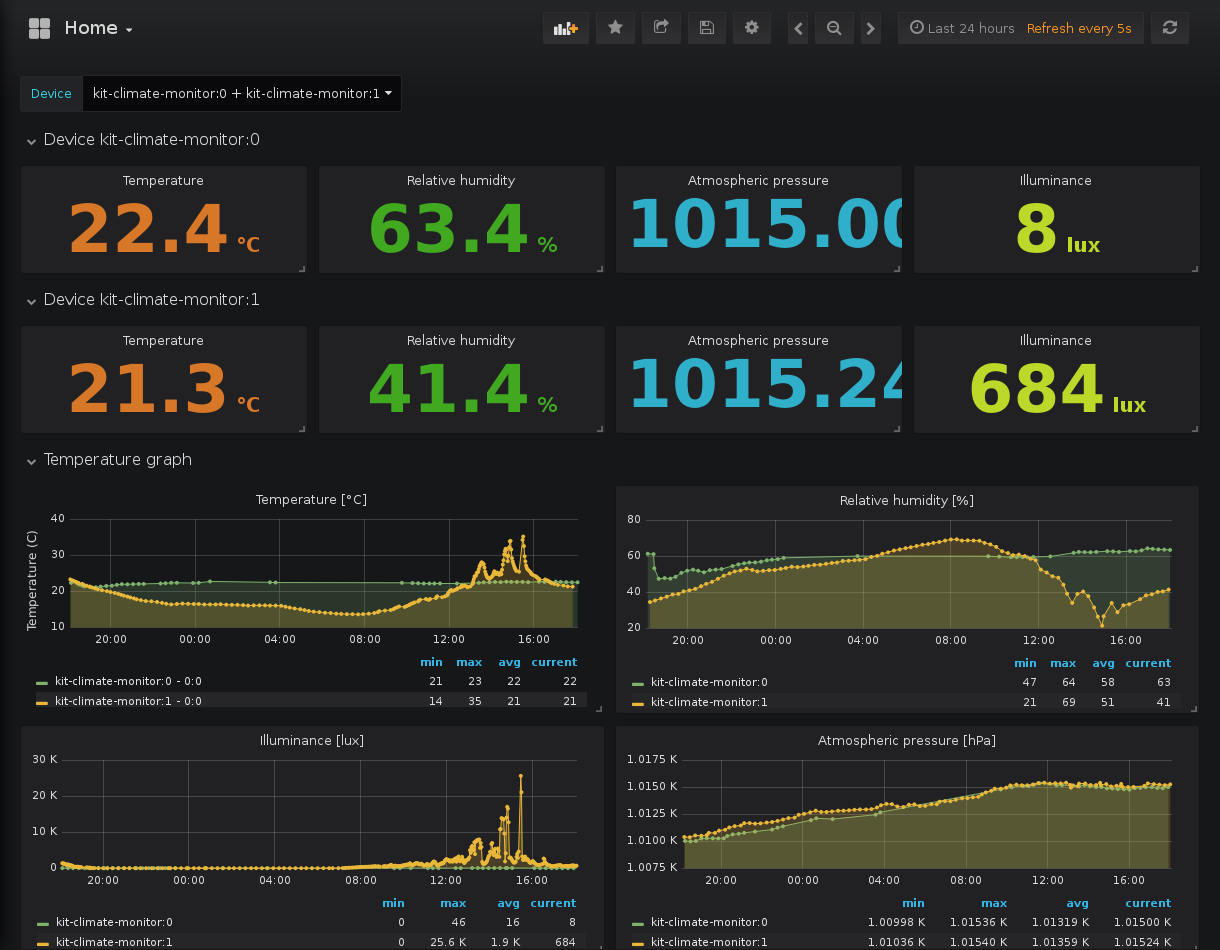 Home
Last 24 hours Refresh every 5s
Device kit-climate-monitor:0 + kit-climate-monitor:1
Device kit-climate-monitor:0
Temperature Relative humidity Atmospheric pressure Illuminance
22.4 °C 63.4 % 1015.00 8 lux
Device kit-climate-monitor:1
Temperature Relative humidity Atmospheric pressure Illuminance
21.3 °C 41.4 % 1015.24 684 lux
Temperature graph
Temperature [°C]
Temperature (C)
40
30
20
10
20:00 00:00 04:00 08:00 12:00 16:00
min max avg current
kit-climate-monitor:0 - 0:0 21 23 22 22
kit-climate-monitor:1 - 0:0 14 35 21 21
Relative humidity [%]
80
60
40
20
20:00 00:00 04:00 08:00 12:00 16:00
min max avg current
kit-climate-monitor:0 47 64 58 63
kit-climate-monitor:1 21 69 51 41
Illuminance [lux]
30 K
20 K
10 K
0
20:00 00:00 04:00 08:00 12:00 16:00
min max avg current
kit-climate-monitor:0 0 46 16 8
kit-climate-monitor:1 0 25.6 K 1.9 K 684
Atmospheric pressure [hPa]
1.0175 K
1.0150 K
1.0125 K
1.0100 K
1.0075 K
20:00 00:00 04:00 08:00 12:00 16:00
min max avg current
kit-climate-monitor:0 1.00998 K 1.01536 K 1.01319 K 1.01500 K
kit-climate-monitor:1 1.01036 K 1.01540 K 1.01359 K 1.01524 K